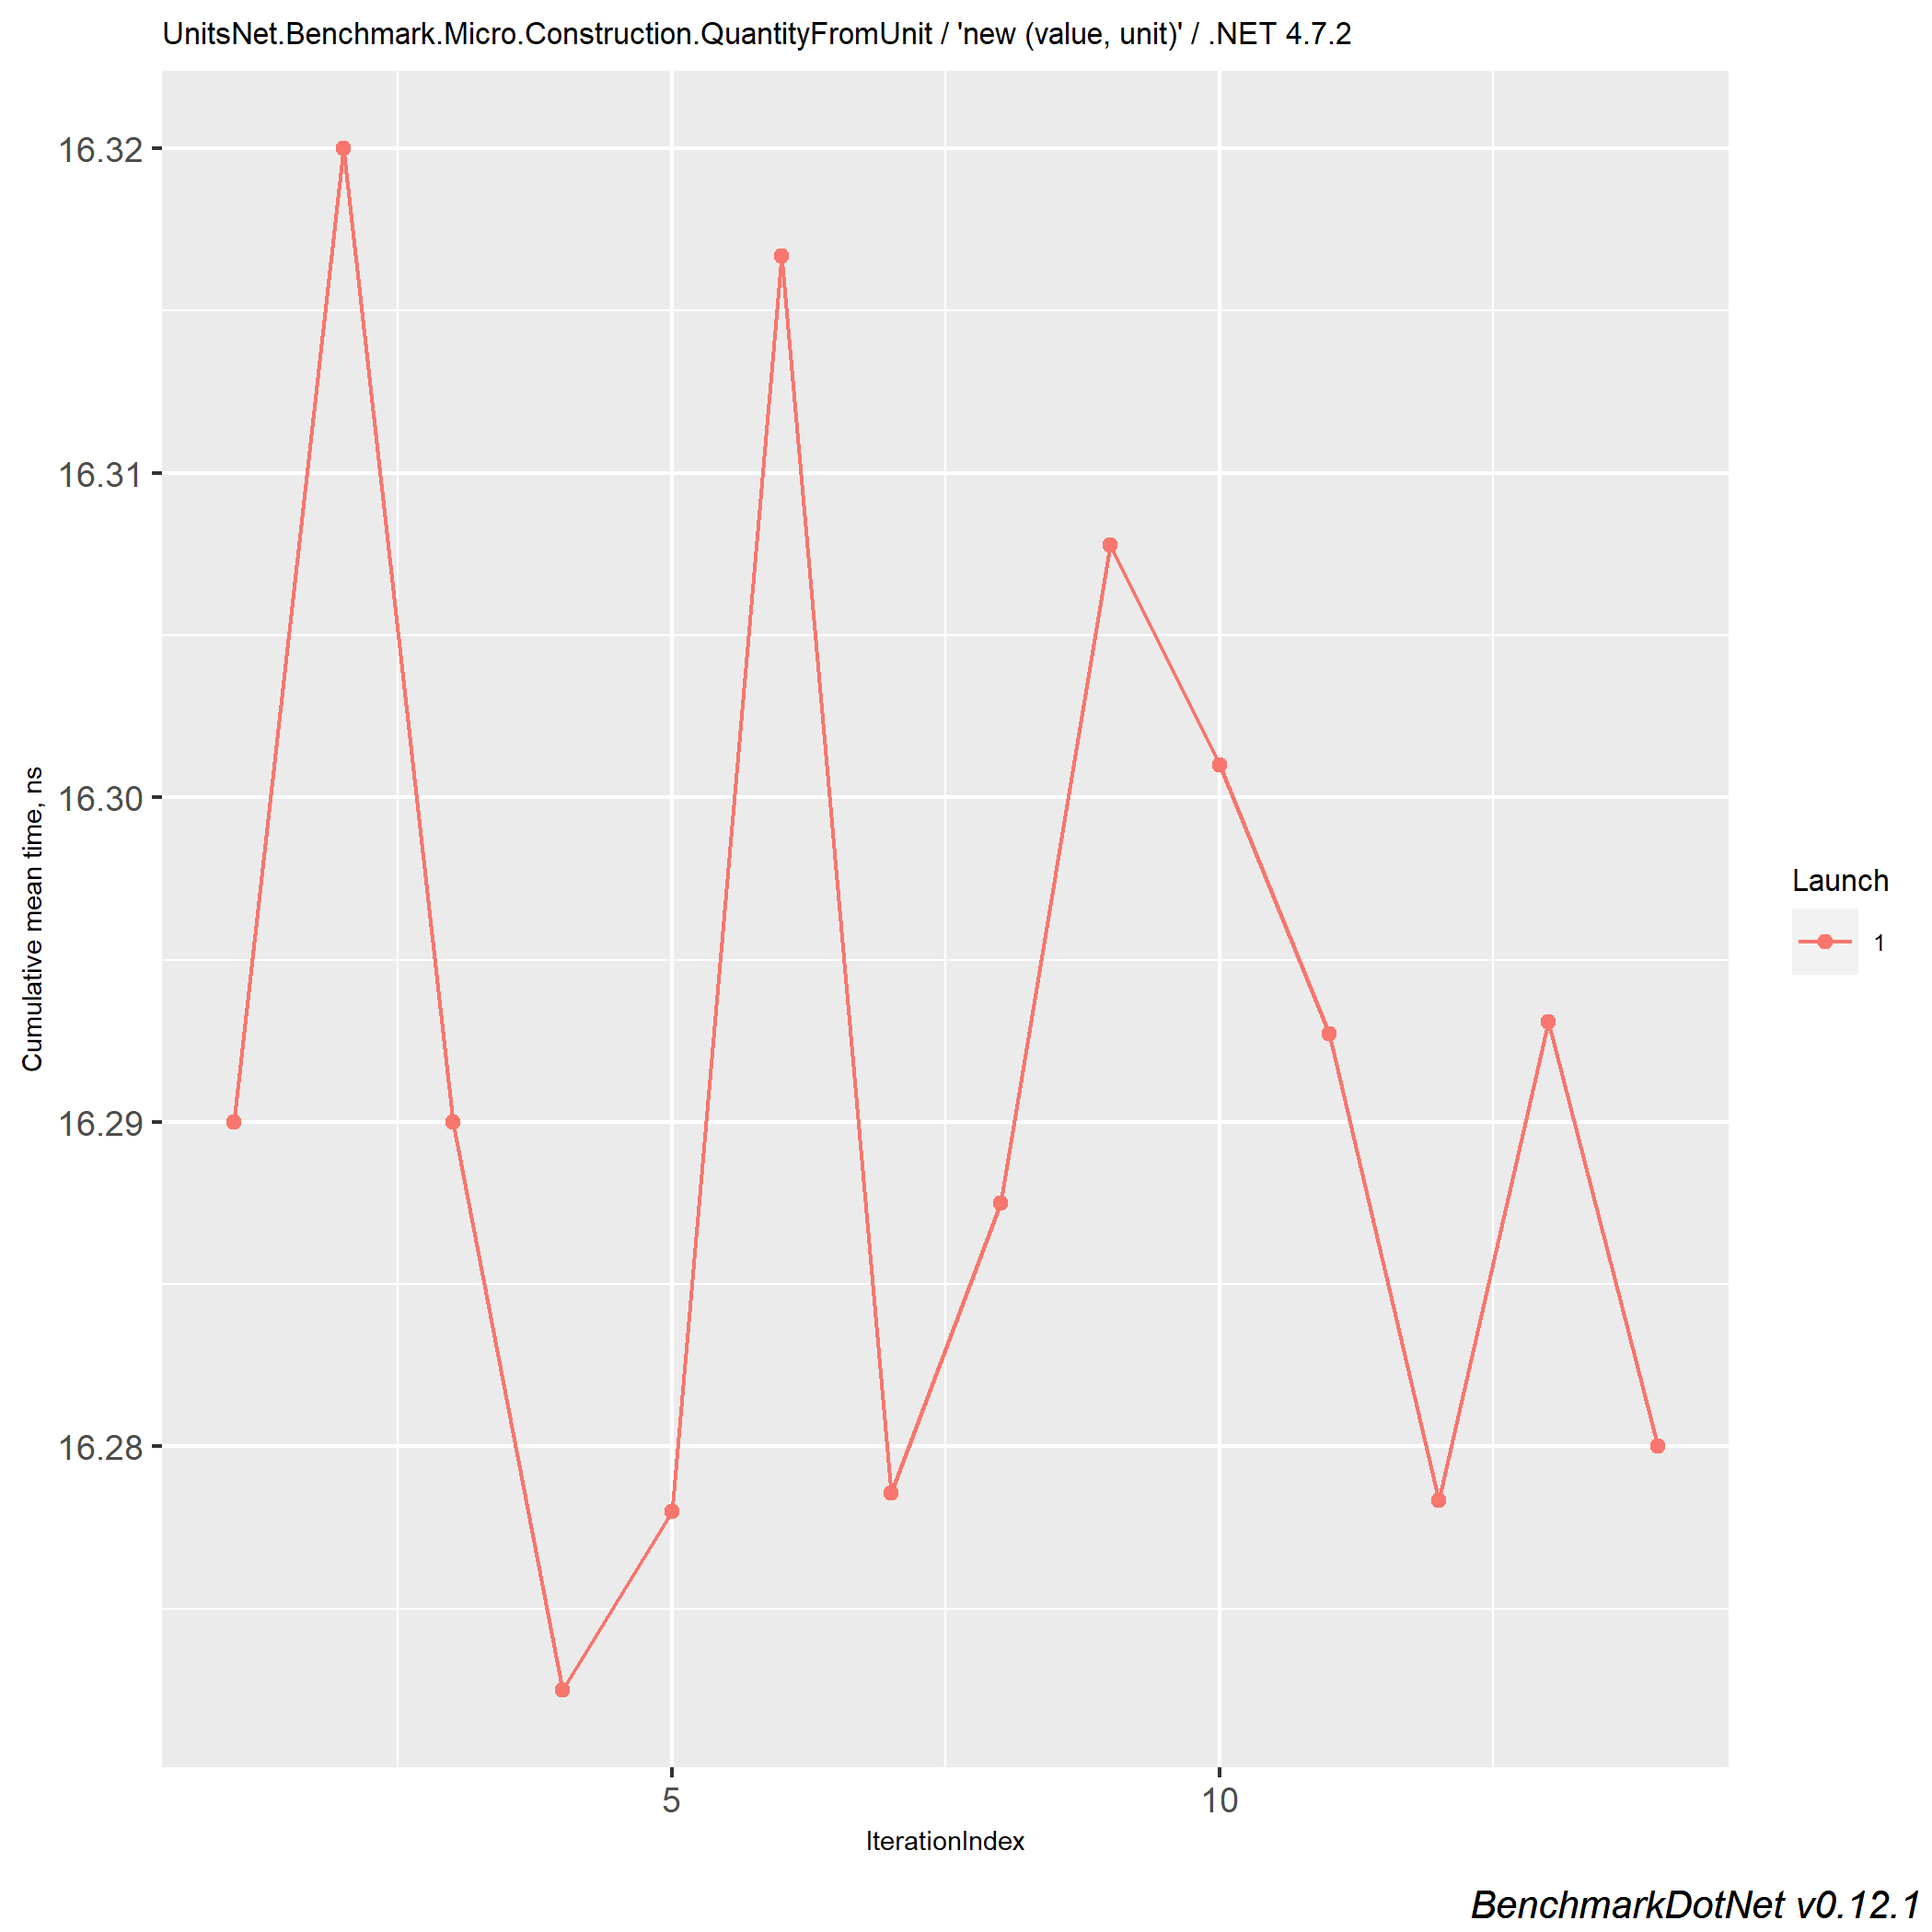 UnitsNet.Benchmark.Micro.Construction.QuantityFromUnit / 'new (value, unit)' / .NET 4.7.2
16.32
16.31
16.30
16.29
16.28
Cumulative mean time, ns
5
10
IterationIndex
Launch
1
BenchmarkDotNet v0.12.1